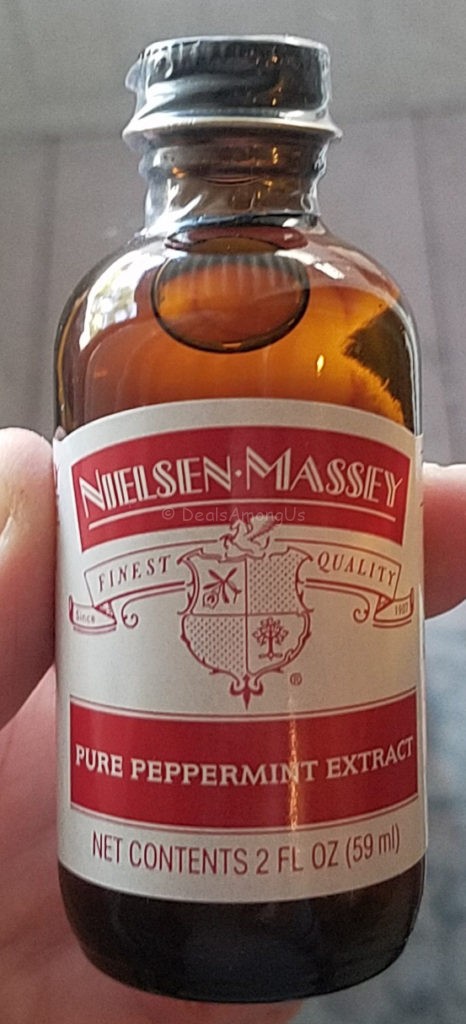 NIELSEN·MASSEY
© DealsAmongUs
FINEST QUALITY
Since 1907
®
PURE PEPPERMINT EXTRACT
NET CONTENTS 2 FL OZ (59 ml)